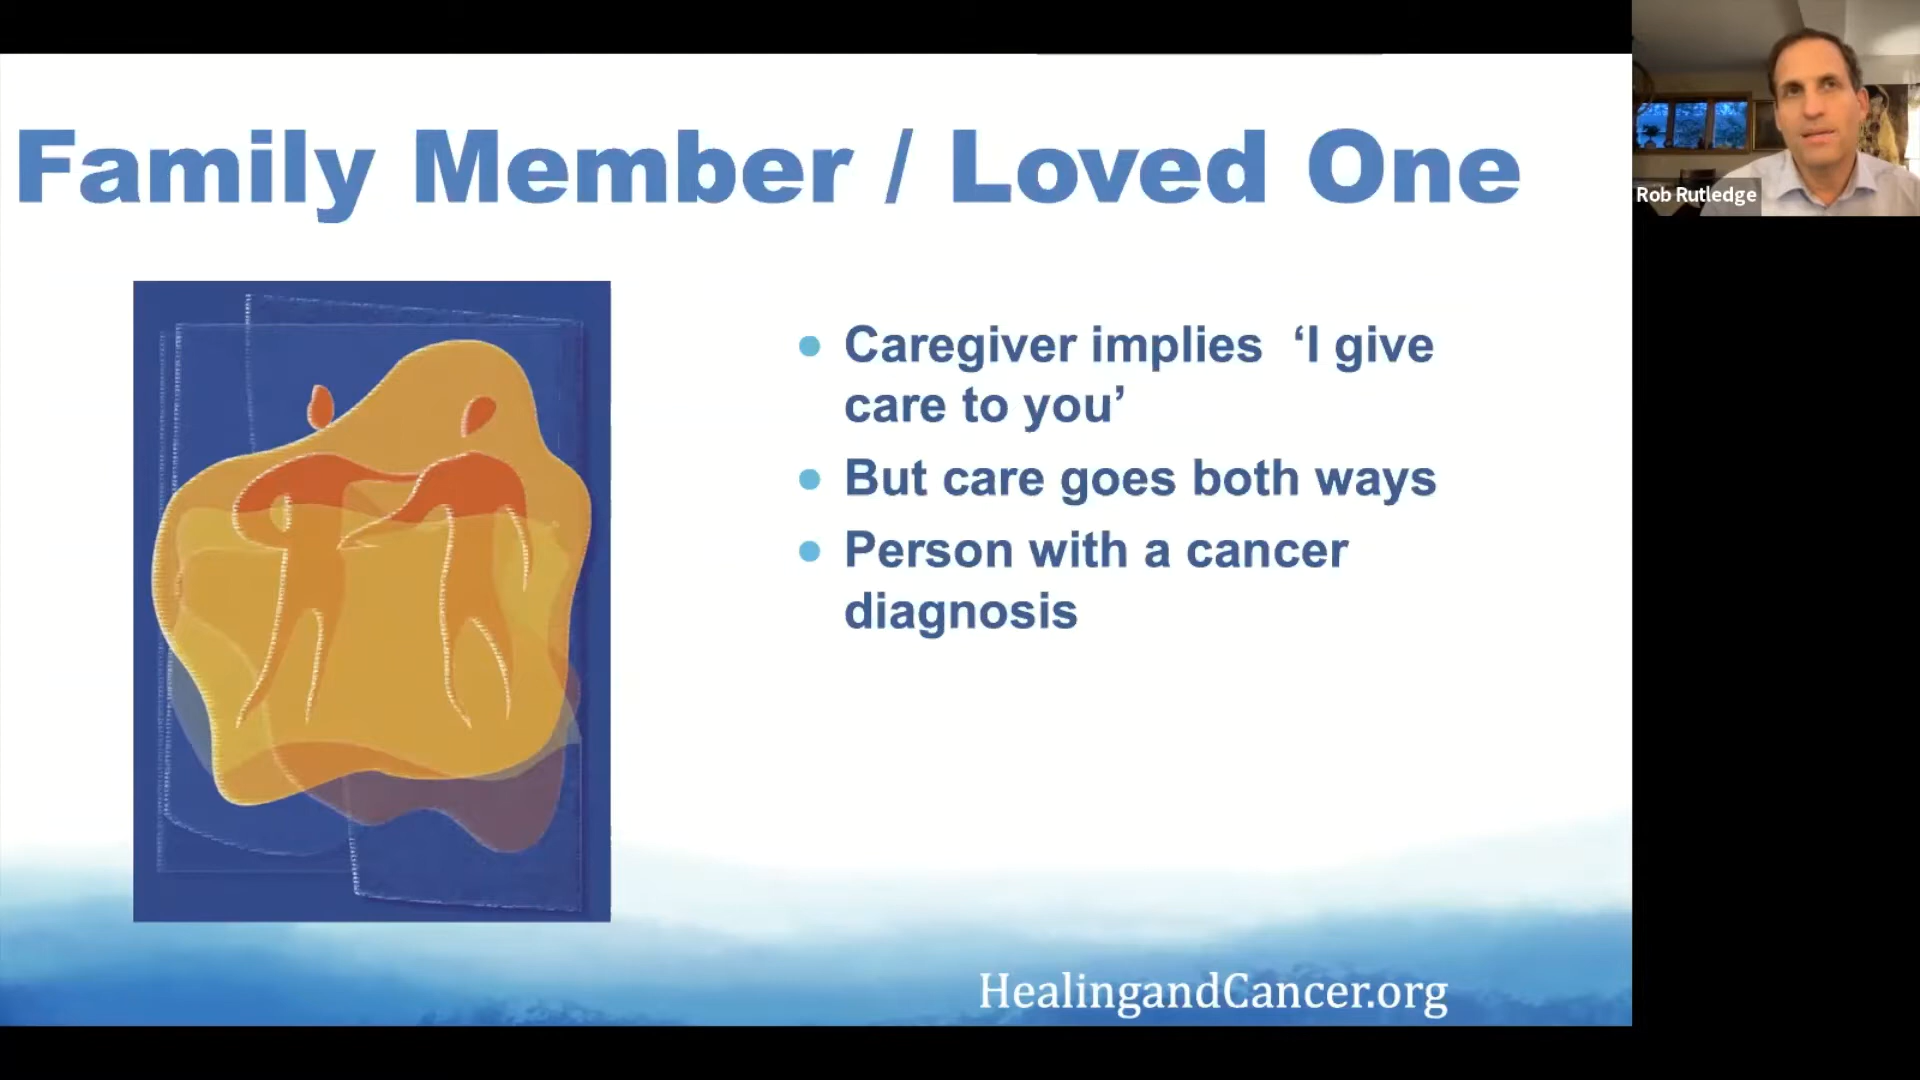 Family Member / Loved One
Caregiver implies ‘I give
care to you’
But care goes both ways
Person with a cancer
diagnosis
HealingandCancer.org
Rob Rutledge